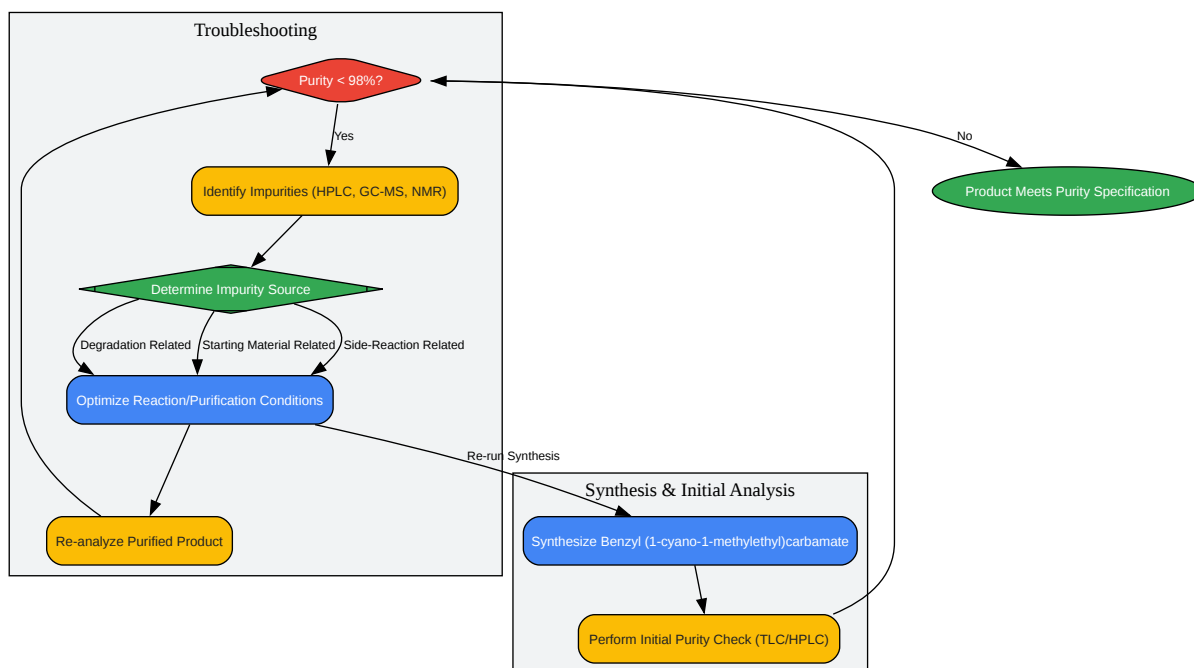 Troubleshooting
Purity < 98%?
Yes
No
Identify Impurities (HPLC, GC-MS, NMR)
Product Meets Purity Specification
Determine Impurity Source
Degradation Related
Starting Material Related
Side-Reaction Related
Optimize Reaction/Purification Conditions
Re-run Synthesis
Synthesis & Initial Analysis
Re-analyze Purified Product
Synthesize Benzyl (1-cyano-1-methylethyl)carbamate
Perform Initial Purity Check (TLC/HPLC)